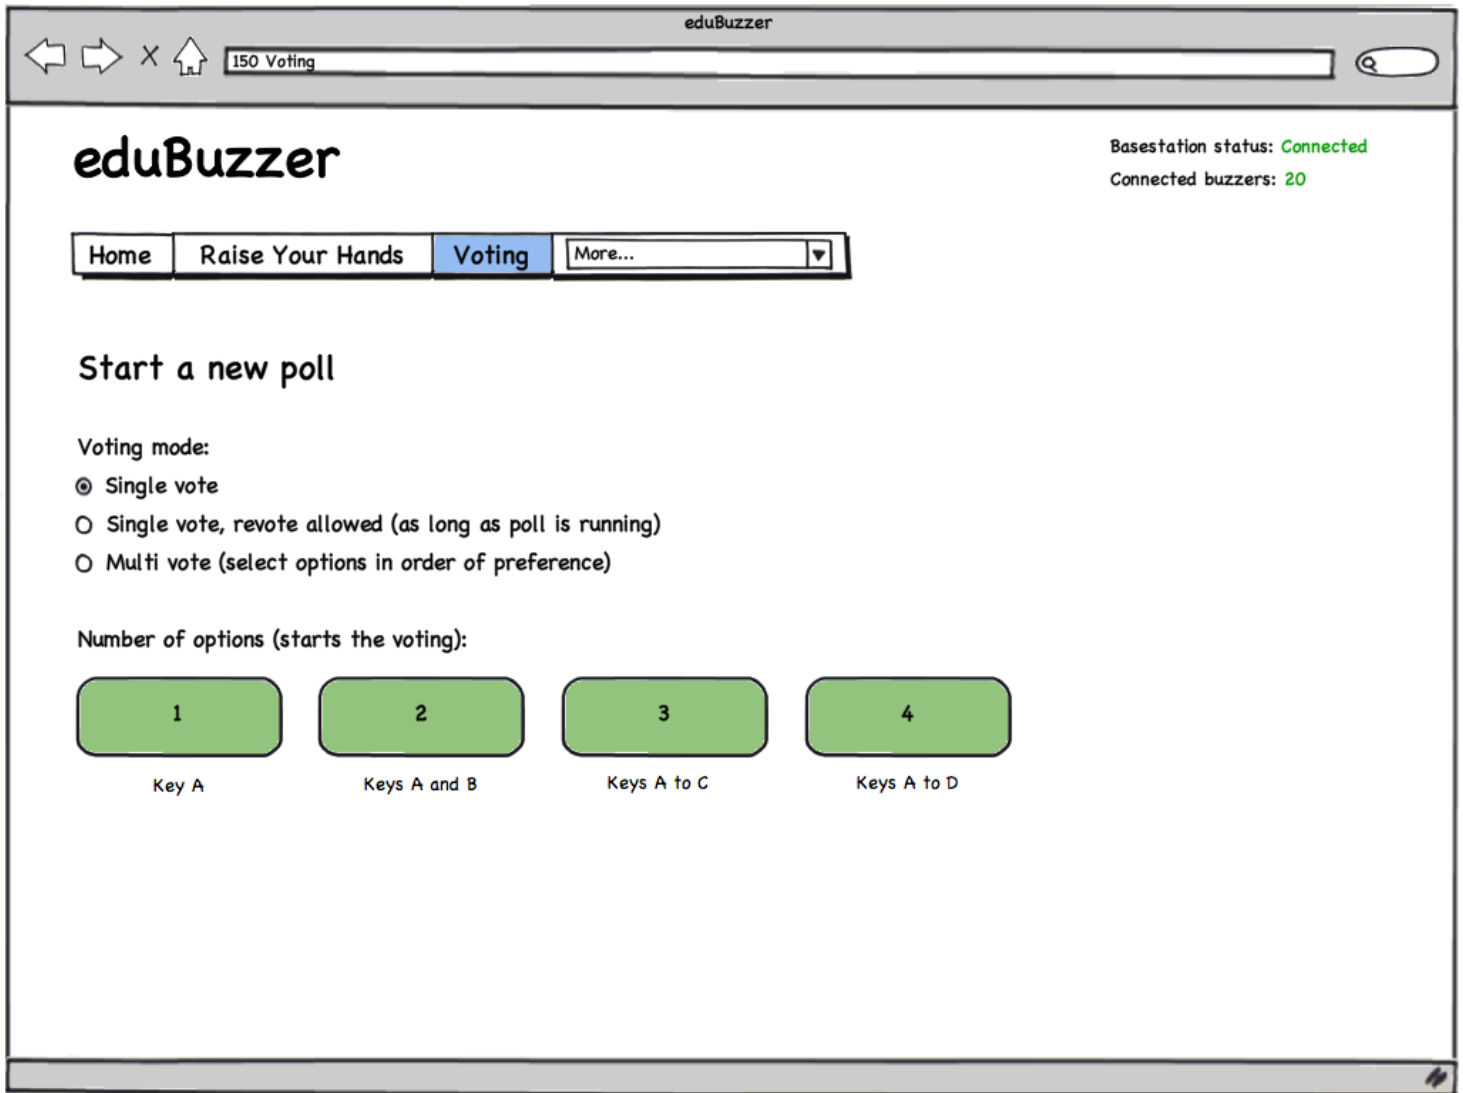 eduBuzzer
150 Voting
eduBuzzer
Basestation status: Connected
Connected buzzers: 20
Home Raise Your Hands Voting More...
Start a new poll
Voting mode:
Single vote
Single vote, revote allowed (as long as poll is running)
Multi vote (select options in order of preference)
Number of options (starts the voting):
1 2 3 4
Key A Keys A and B Keys A to C Keys A to D